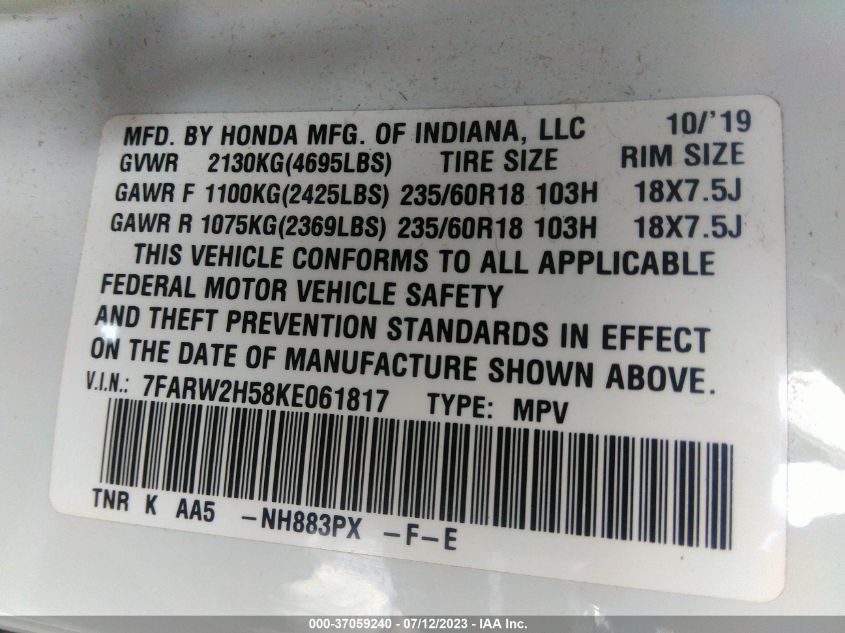 MFD. BY HONDA MFG. OF INDIANA, LLC 10/'19
GVWR 2130KG(4695LBS) TIRE SIZE RIM SIZE
GAWR F 1100KG(2425LBS) 235/60R18 103H 18X7.5J
GAWR R 1075KG(2369LBS) 235/60R18 103H 18X7.5J
THIS VEHICLE CONFORMS TO ALL APPLICABLE
FEDERAL MOTOR VEHICLE SAFETY
AND THEFT PREVENTION STANDARDS IN EFFECT
ON THE DATE OF MANUFACTURE SHOWN ABOVE.
V.I.N.: 7FARW2H58KE061817 TYPE: MPV
TNR K AA5 -NH883PX -F-E
000-37059240 - 07/12/2023 - IAA Inc.